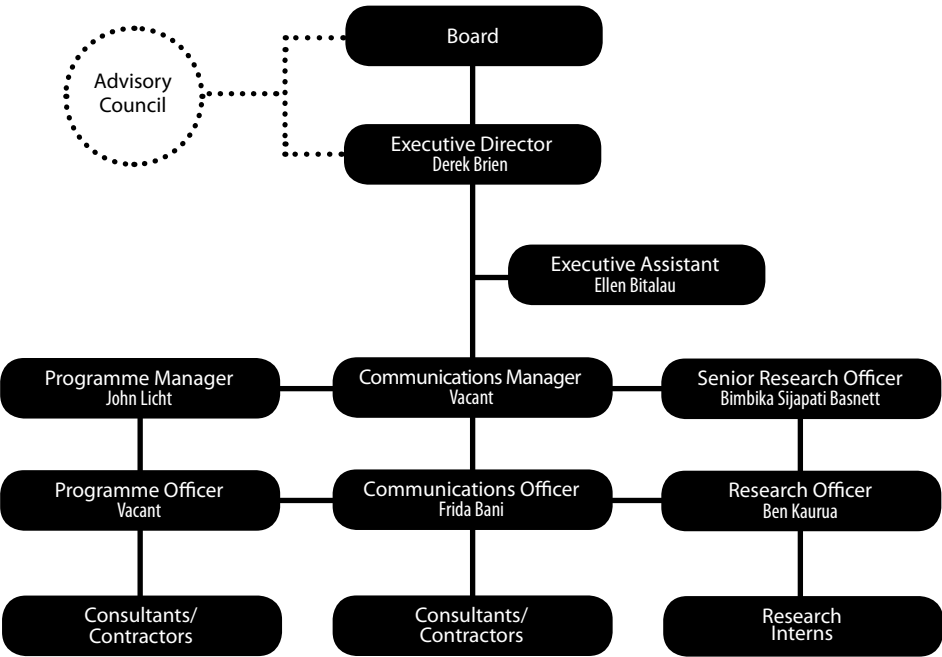 Board
Advisory
Council
Executive Director
Derek Brien
Executive Assistant
Ellen Bitalau
Programme Manager
John Licht
Communications Manager
Vacant
Senior Research Officer
Bimbika Sijapati Basnett
Programme Officer
Vacant
Communications Officer
Frida Bani
Research Officer
Ben Kaurua
Consultants/
Contractors
Consultants/
Contractors
Research
Interns